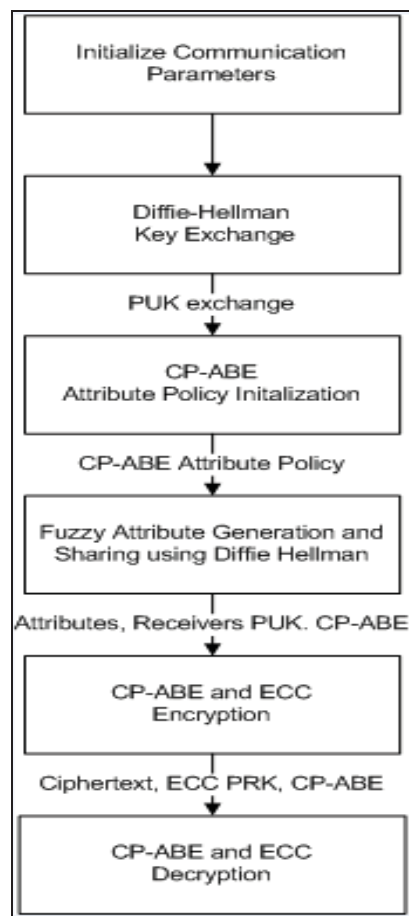 Initialize Communication
Parameters
Diffie-Hellman
Key Exchange
PUK exchange
CP-ABE
Attribute Policy Initalization
CP-ABE Attribute Policy
Fuzzy Attribute Generation and
Sharing using Diffie Hellman
Attributes, Receivers PUK. CP-ABE
CP-ABE and ECC
Encryption
Ciphertext, ECC PRK, CP-ABE
CP-ABE and ECC
Decryption